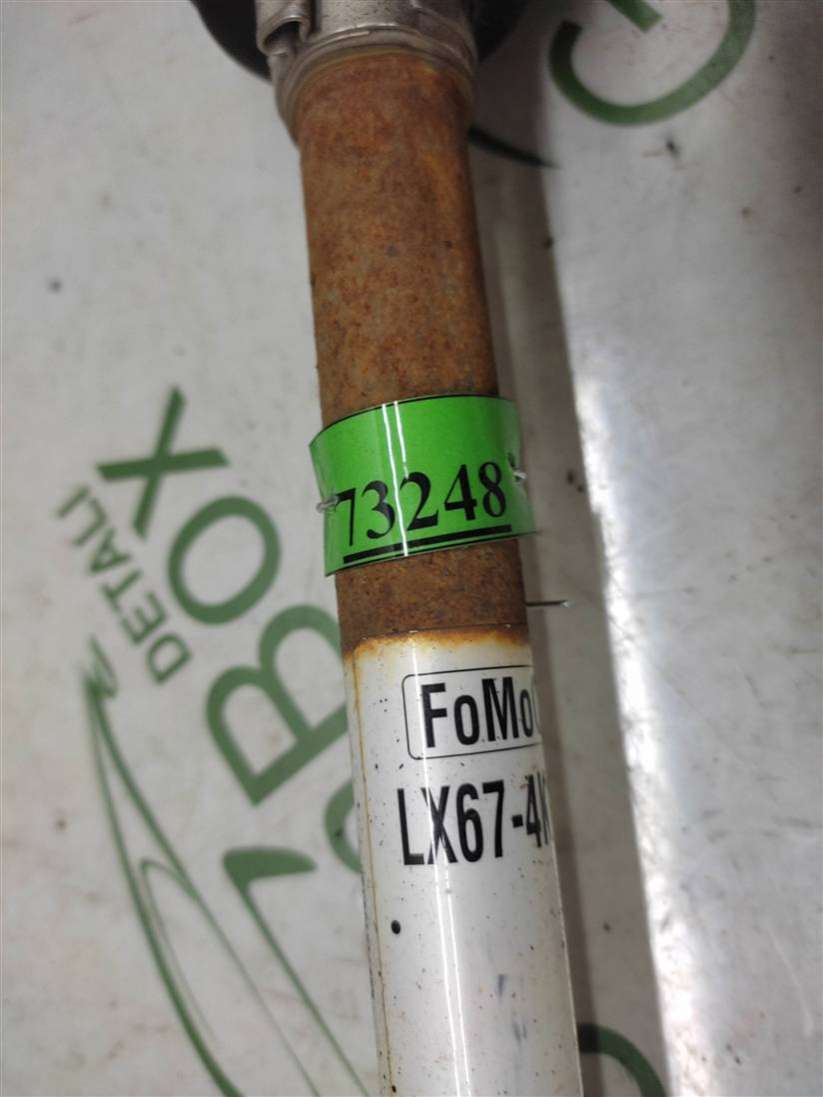 73248
FoMo
LX67-4
DETALI
BOX